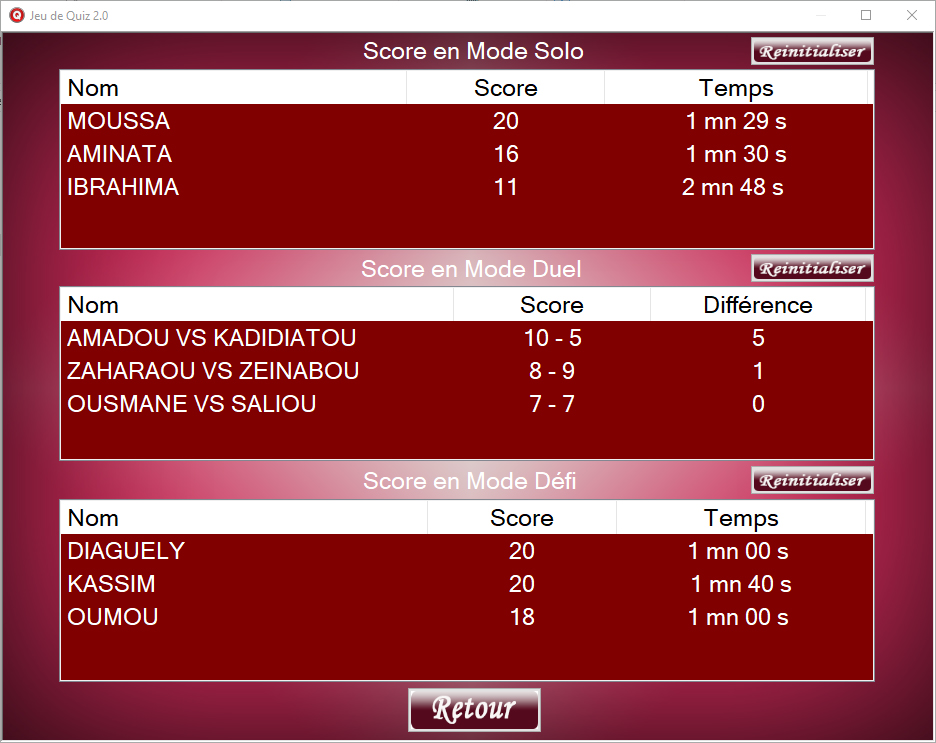 Jeu de Quiz 2.0
Score en Mode Solo Reinitialiser
Nom Score Temps
MOUSSA 20 1 mn 29 s
AMINATA 16 1 mn 30 s
IBRAHIMA 11 2 mn 48 s
Score en Mode Duel Reinitialiser
Nom Score Différence
AMADOU VS KADIDIATOU 10 - 5 5
ZAHARAOU VS ZEINABOU 8 - 9 1
OUSMANE VS SALIOU 7 - 7 0
Score en Mode Défi Reinitialiser
Nom Score Temps
DIAGUELY 20 1 mn 00 s
KASSIM 20 1 mn 40 s
OUMOU 18 1 mn 00 s
Retour